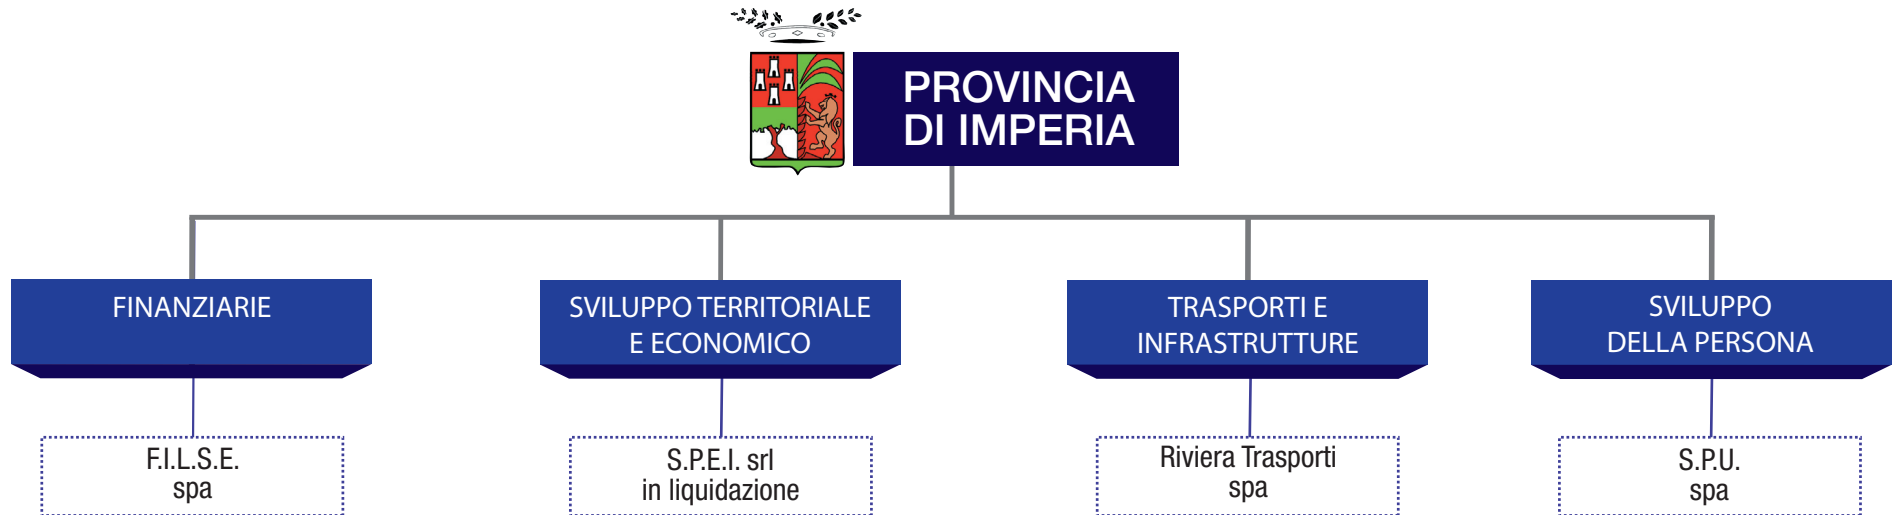 PROVINCIA
DI IMPERIA
FINANZIARIE
SVILUPPO TERRITORIALE
E ECONOMICO
TRASPORTI E
INFRASTRUTTURE
SVILUPPO
DELLA PERSONA
F.I.L.S.E.
spa
S.P.E.I. srl
in liquidazione
Riviera Trasporti
spa
S.P.U.
spa